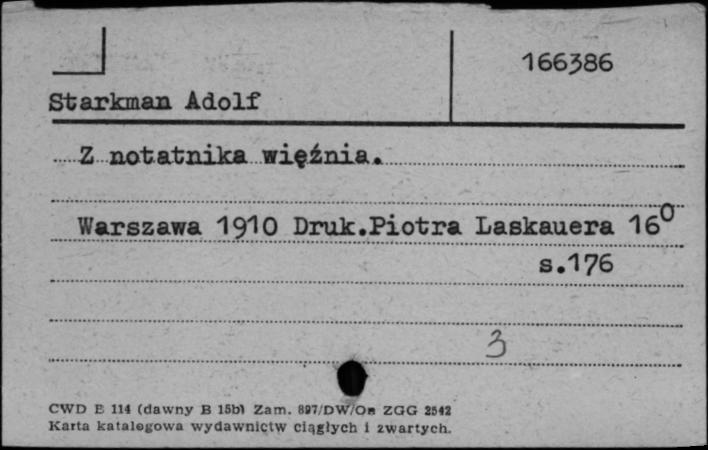 166386
Starkman Adolf
Z notatnika więźnia.
Warszawa 1910 Druk.Piotra Laskauera 16⁰
s.176
3
CWD E 114 (dawny B 15b) Zam. 897/DW/Om ZGG 2542
Karta katalogowa wydawnictw ciągłych i zwartych.